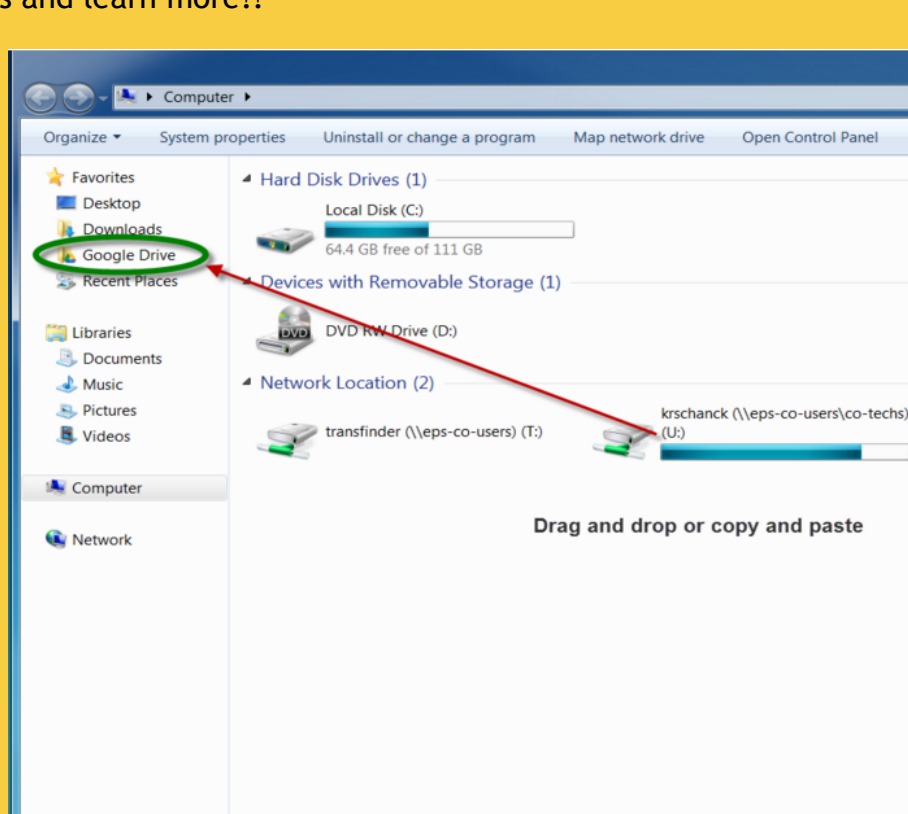 s and learn more!!
Computer
Organize System properties Uninstall or change a program Map network drive Open Control Panel
Favorites
Desktop
Downloads
Google Drive
Recent Places
Libraries
Documents
Music
Pictures
Videos
Computer
Network
Hard Disk Drives (1)
Local Disk (C:)
64.4 GB free of 111 GB
Devices with Removable Storage (1)
DVD
DVD RW Drive (D:)
Network Location (2)
transfinder (\\eps-co-users) (T:)
krschanck (\\eps-co-users\co-techs)
(U:)
Drag and drop or copy and paste